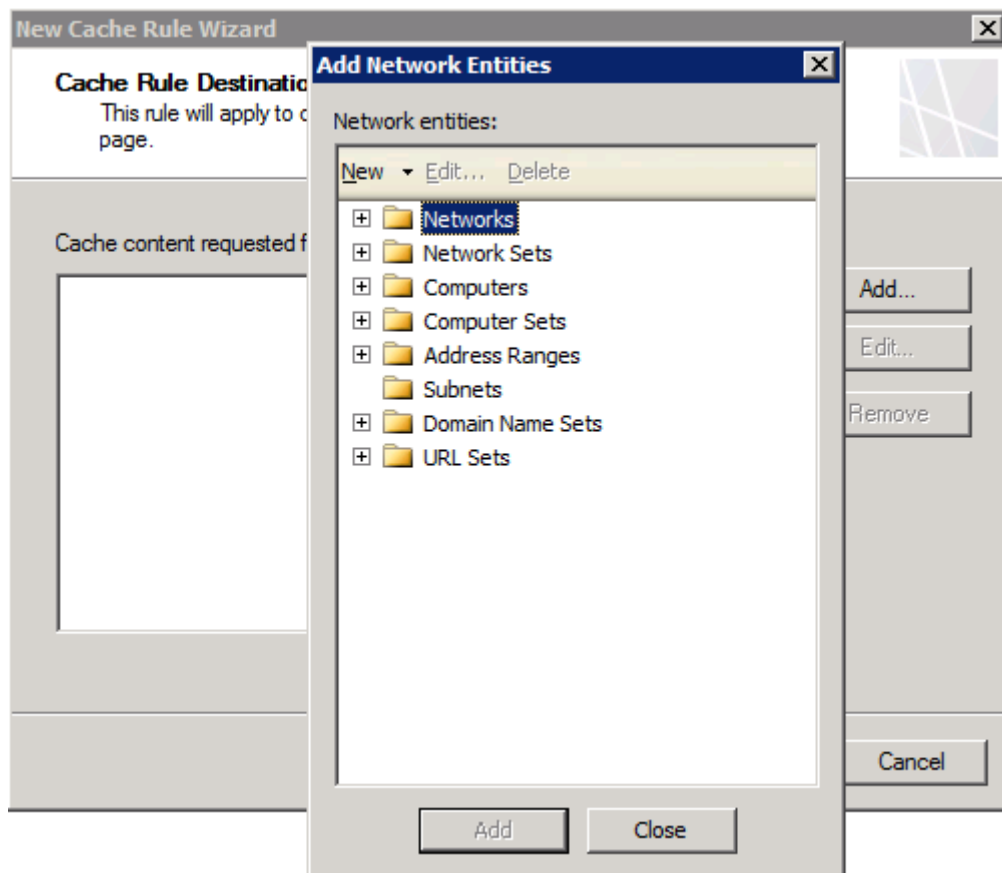 New Cache Rule Wizard
Cache Rule Destinatio
This rule will apply to
page.
Cache content requested f
Add...
Edit...
Remove
Cancel
Add Network Entities
Network entities:
New Edit... Delete
Networks
Network Sets
Computers
Computer Sets
Address Ranges
Subnets
Domain Name Sets
URL Sets
Add Close